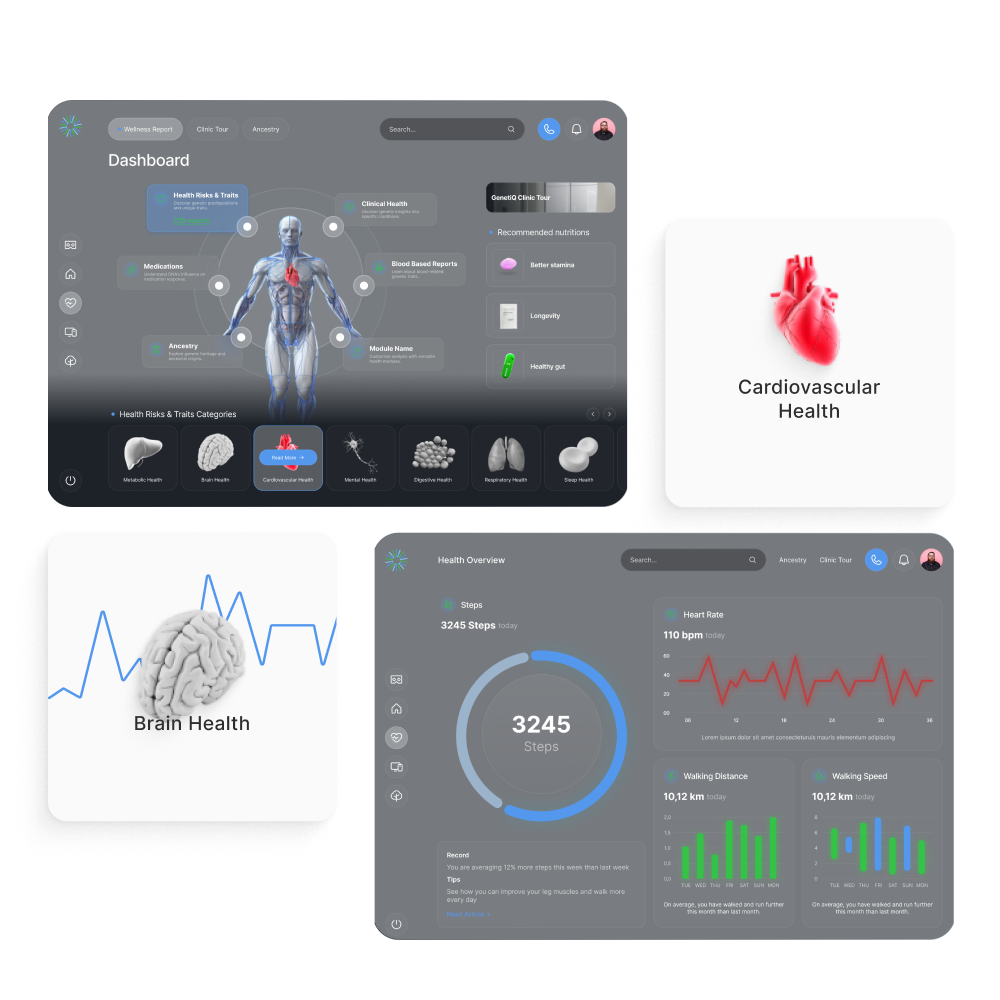 Wellness Report
Clinic Tour
Ancestry
Search...
Dashboard
Health Risks & Traits
Discover genetic predispositions
and unique traits.
Clinical Health
Uncover genetic insights into
specific conditions.
Medications
Understand DNA's influence on
medication response.
Blood Based Reports
Learn about blood-related
genetic traits.
Ancestry
Explore genetic heritage and
ancestral origins.
Module Name
Customize analysis with versatile
health markers.
GenetiQ Clinic Tour
Recommended nutritions
Better stamina
Longevity
Healthy gut
Health Risks & Traits Categories
Read More
Metabolic Health
Brain Health
Cardiovascular Health
Mental Health
Digestive Health
Respiratory Health
Sleep Health
Cardiovascular
Health
Brain Health
Health Overview
Search...
Ancestry
Clinic Tour
Steps
3245 Steps today
3245
Steps
Record
You are averaging 12% more steps this week than last week
Tips
See how you can improve your leg muscles and walk more
every day
Read Article >
Heart Rate
110 bpm today
60
40
20
00
06 12 18 24 30 36
Lorem ipsum dolor sit amet consecteturuis mauris elementum adipiscing
Walking Distance
10,12 km today
2,0
1,5
1,0
0,5
0,0
TUE WED THU FRI SAT SUN MON
On average, you have walked and run further
this month than last month.
Walking Speed
10,12 km today
8
6
4
2
0
TUE WED THU FRI SAT SUN MON
On average, you have walked and run further
this month than last month.